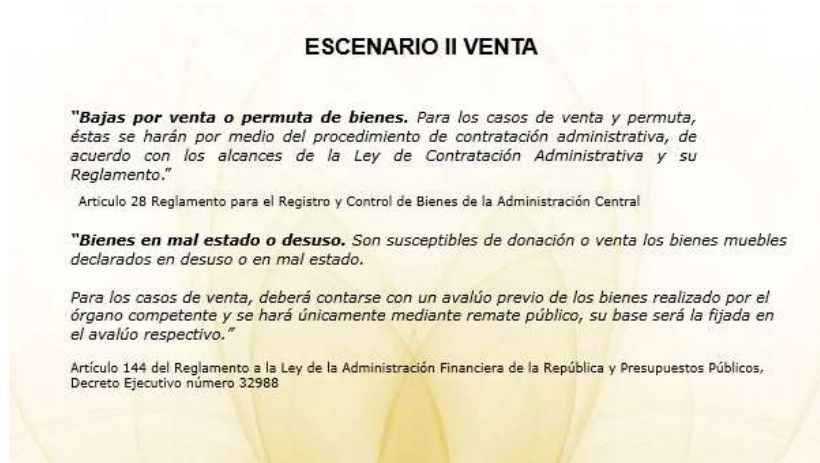 ESCENARIO II VENTA
“Bajas por venta o permuta de bienes. Para los casos de venta y permuta,
éstas se harán por medio del procedimiento de contratación administrativa, de
acuerdo con los alcances de la Ley de Contratación Administrativa y su
Reglamento.”
Articulo 28 Reglamento para el Registro y Control de Bienes de la Administración Central
“Bienes en mal estado o desuso. Son susceptibles de donación o venta los bienes muebles
declarados en desuso o en mal estado.
Para los casos de venta, deberá contarse con un avalúo previo de los bienes realizado por el
órgano competente y se hará únicamente mediante remate público, su base será la fijada en
el avalúo respectivo.”
Artículo 144 del Reglamento a la Ley de la Administración Financiera de la República y Presupuestos Públicos,
Decreto Ejecutivo número 32988